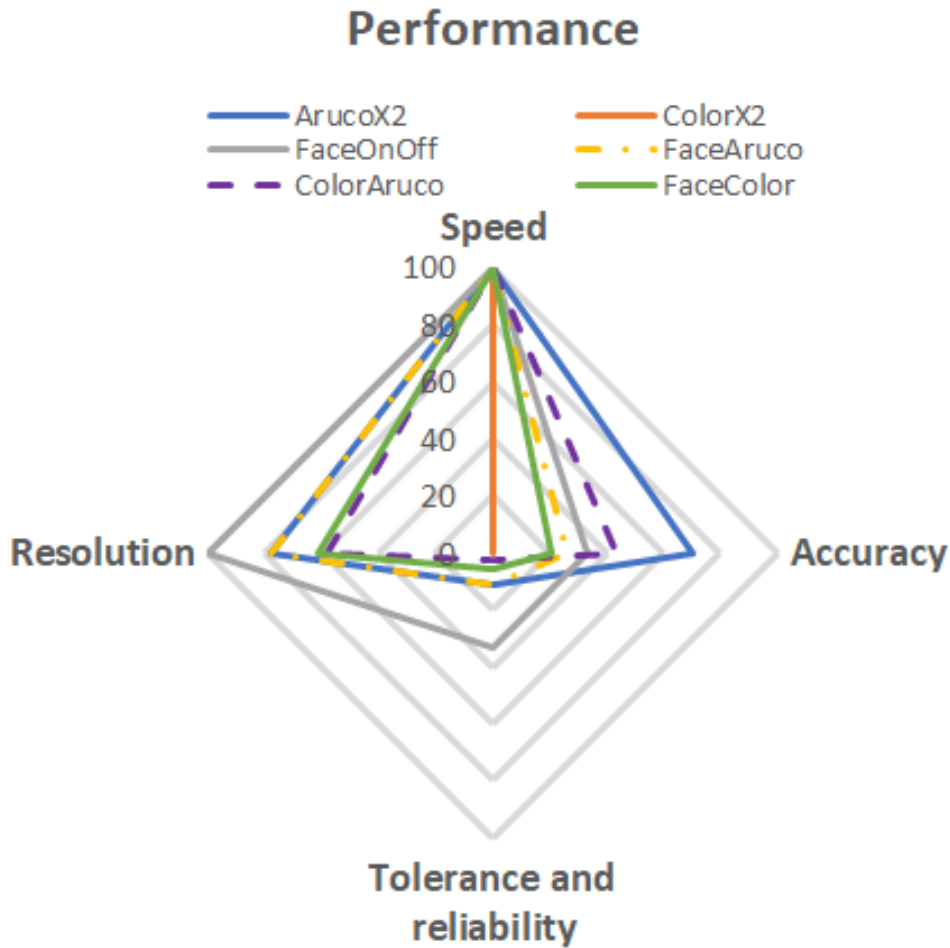 Performance
ArucoX2 ColorX2
FaceOnOff FaceAruco
ColorAruco FaceColor
Speed
100
80
60
40
20
0
Resolution Accuracy
Tolerance and
reliability